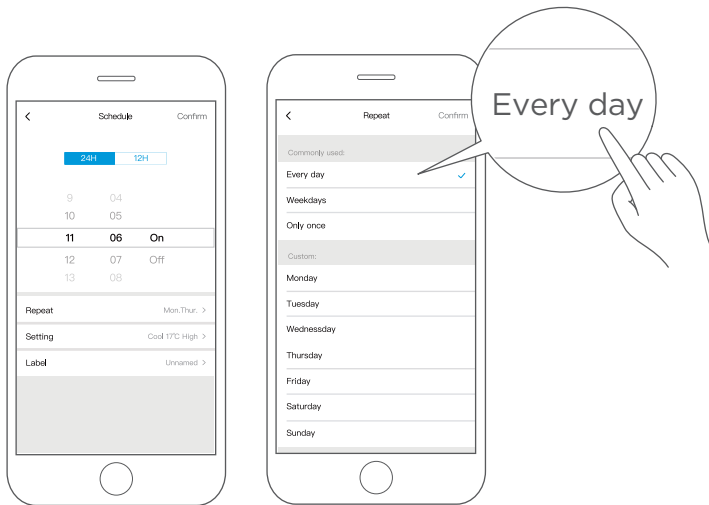 Schedule Confirm
24H 12H
9 04
10 05
11 06 On
12 07 Off
13 08
Repeat Mon,Thur.
Setting Cool 17℃ High
Label Unnamed
Repeat Confirm
Commonly used:
Every day
Weekdays
Only once
Custom:
Monday
Tuesday
Wednessday
Thursday
Friday
Saturday
Sunday
Every day